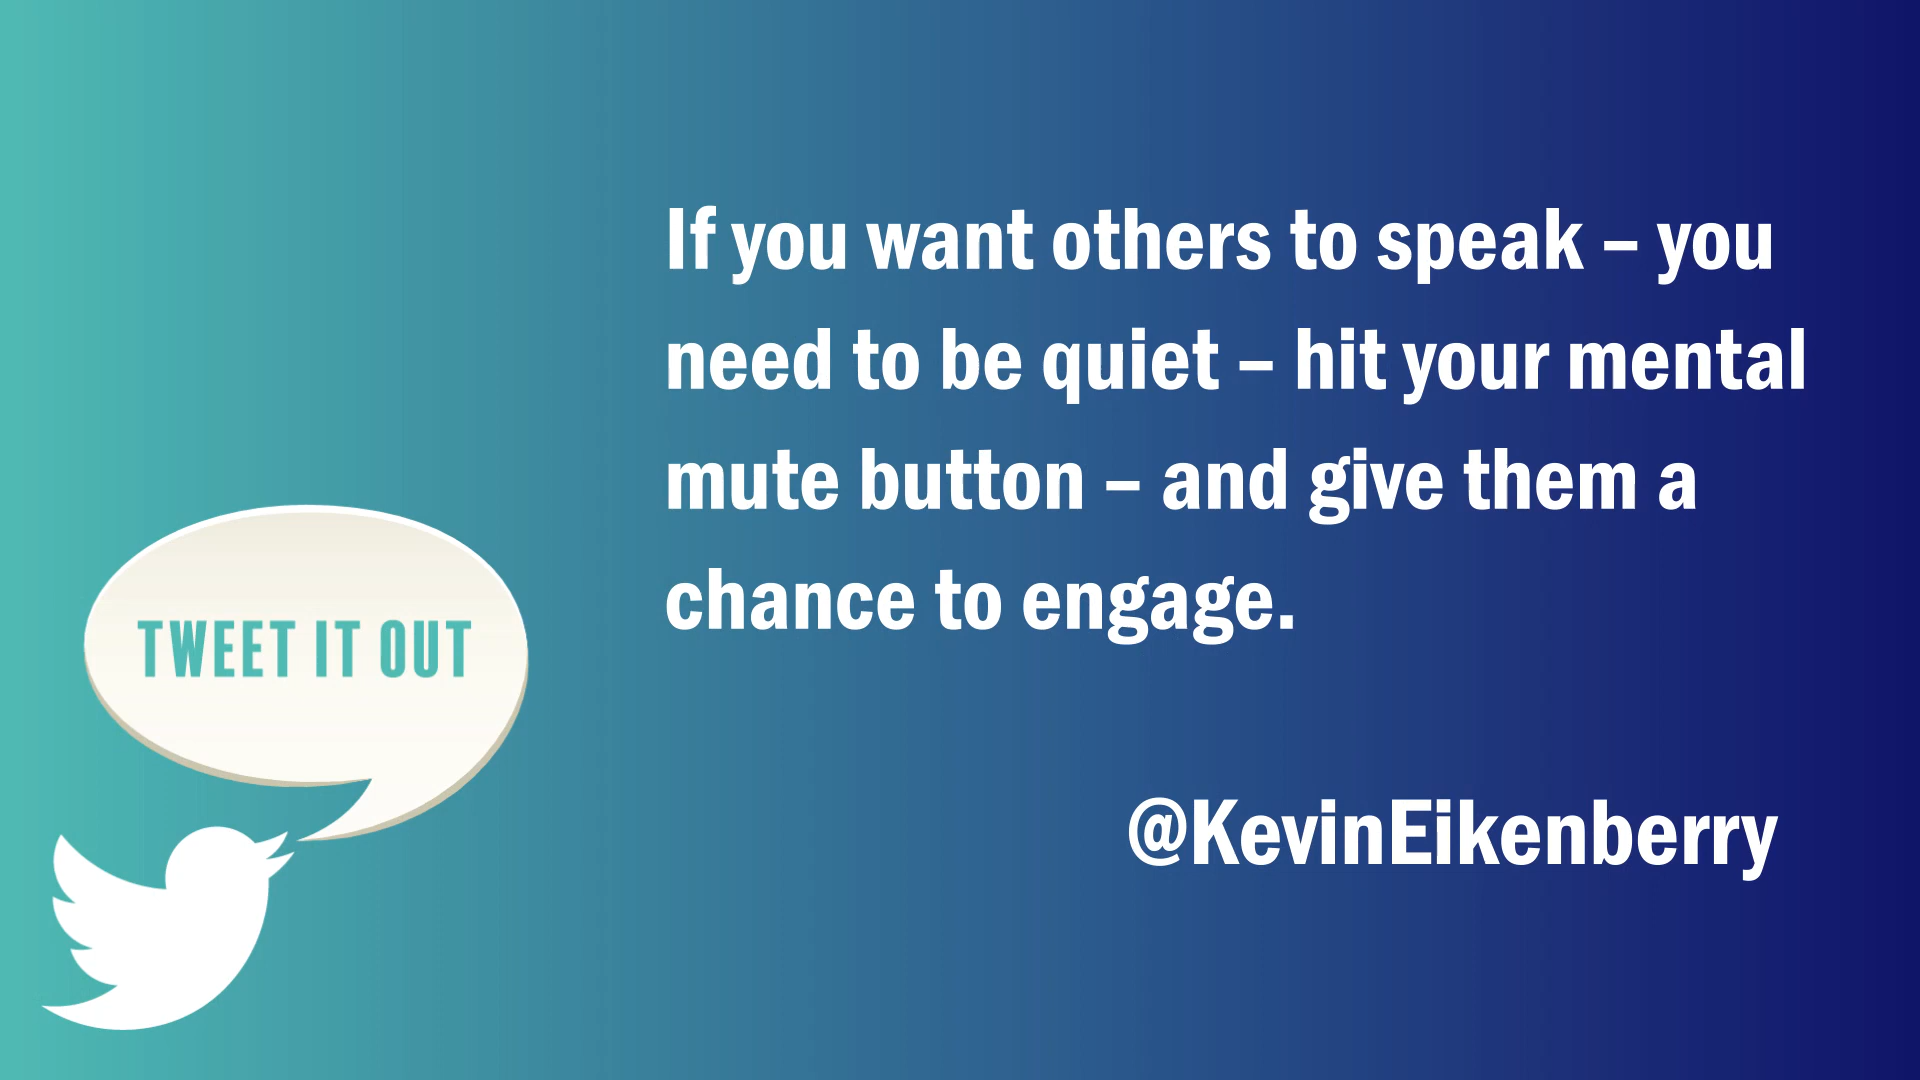 If you want others to speak – you
need to be quiet – hit your mental
mute button – and give them a
chance to engage.
TWEET IT OUT
@KevinEikenberry